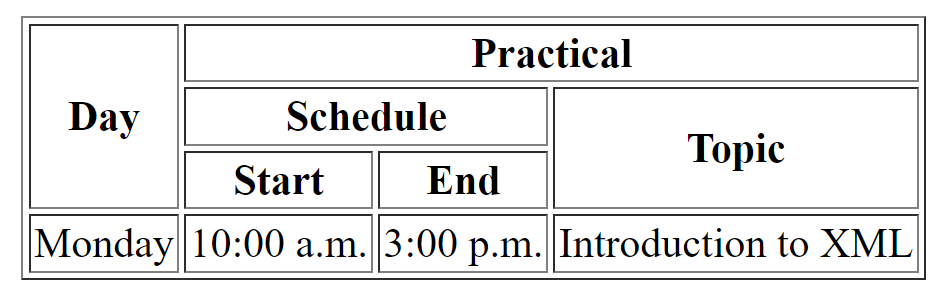 Practical
Day
Schedule
Topic
Start End
Monday 10:00 a.m. 3:00 p.m. Introduction to XML